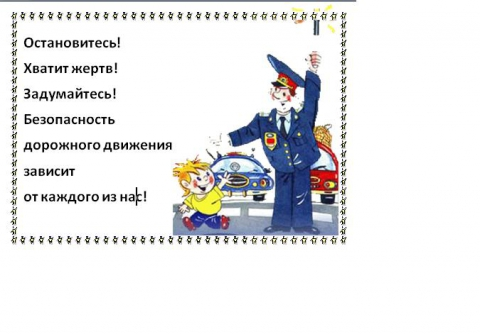 Остановитесь!
Хватит жертв!
Задумайтесь!
Безопасность
дорожного движения
зависит
от каждого из нас!